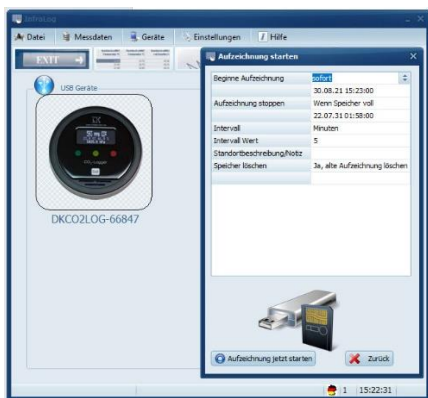 InfraLog
Datei Messdaten Geräte Einstellungen Hilfe
EXIT
USB Geräte
DKCO2LOG-66847
Aufzeichnung starten
Beginne Aufzeichnung sofort
30.08.21 15:23:00
Aufzeichnung stoppen Wenn Speicher voll
22.07.31 01:58:00
Intervall Minuten
Intervall Wert 5
Standortbeschreibung/Notiz
Speicher löschen Ja, alte Aufzeichnung löschen
Aufzeichnung jetzt starten Zurück
1 15:22:31